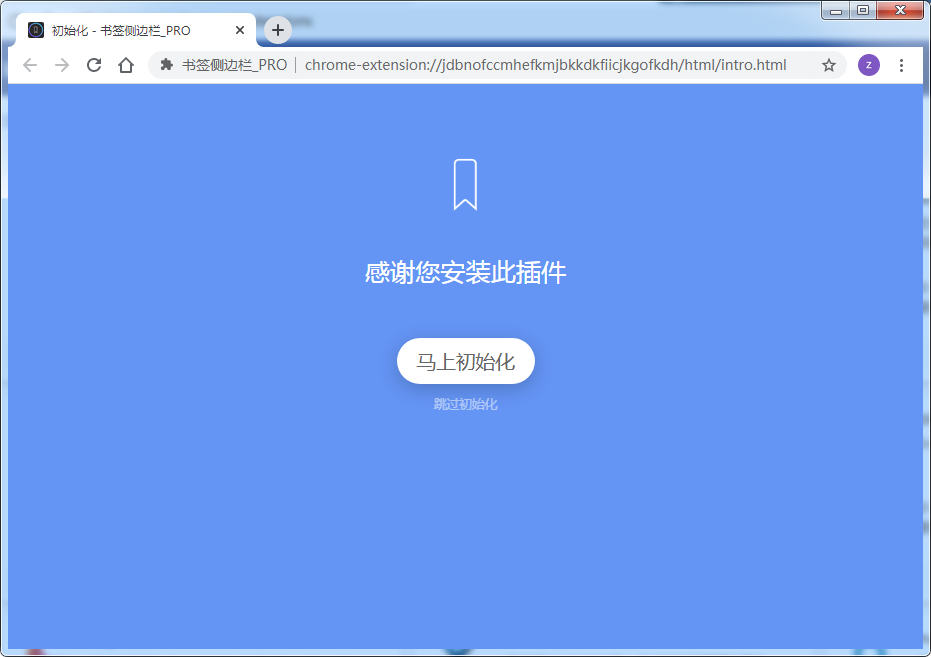 初始化 - 书签侧边栏_PRO
书签侧边栏_PRO | chrome-extension://jdbnofccmhefkmjbkkdkfiicjkgofkdh/html/intro.html
z
感谢您安装此插件
马上初始化
跳过初始化